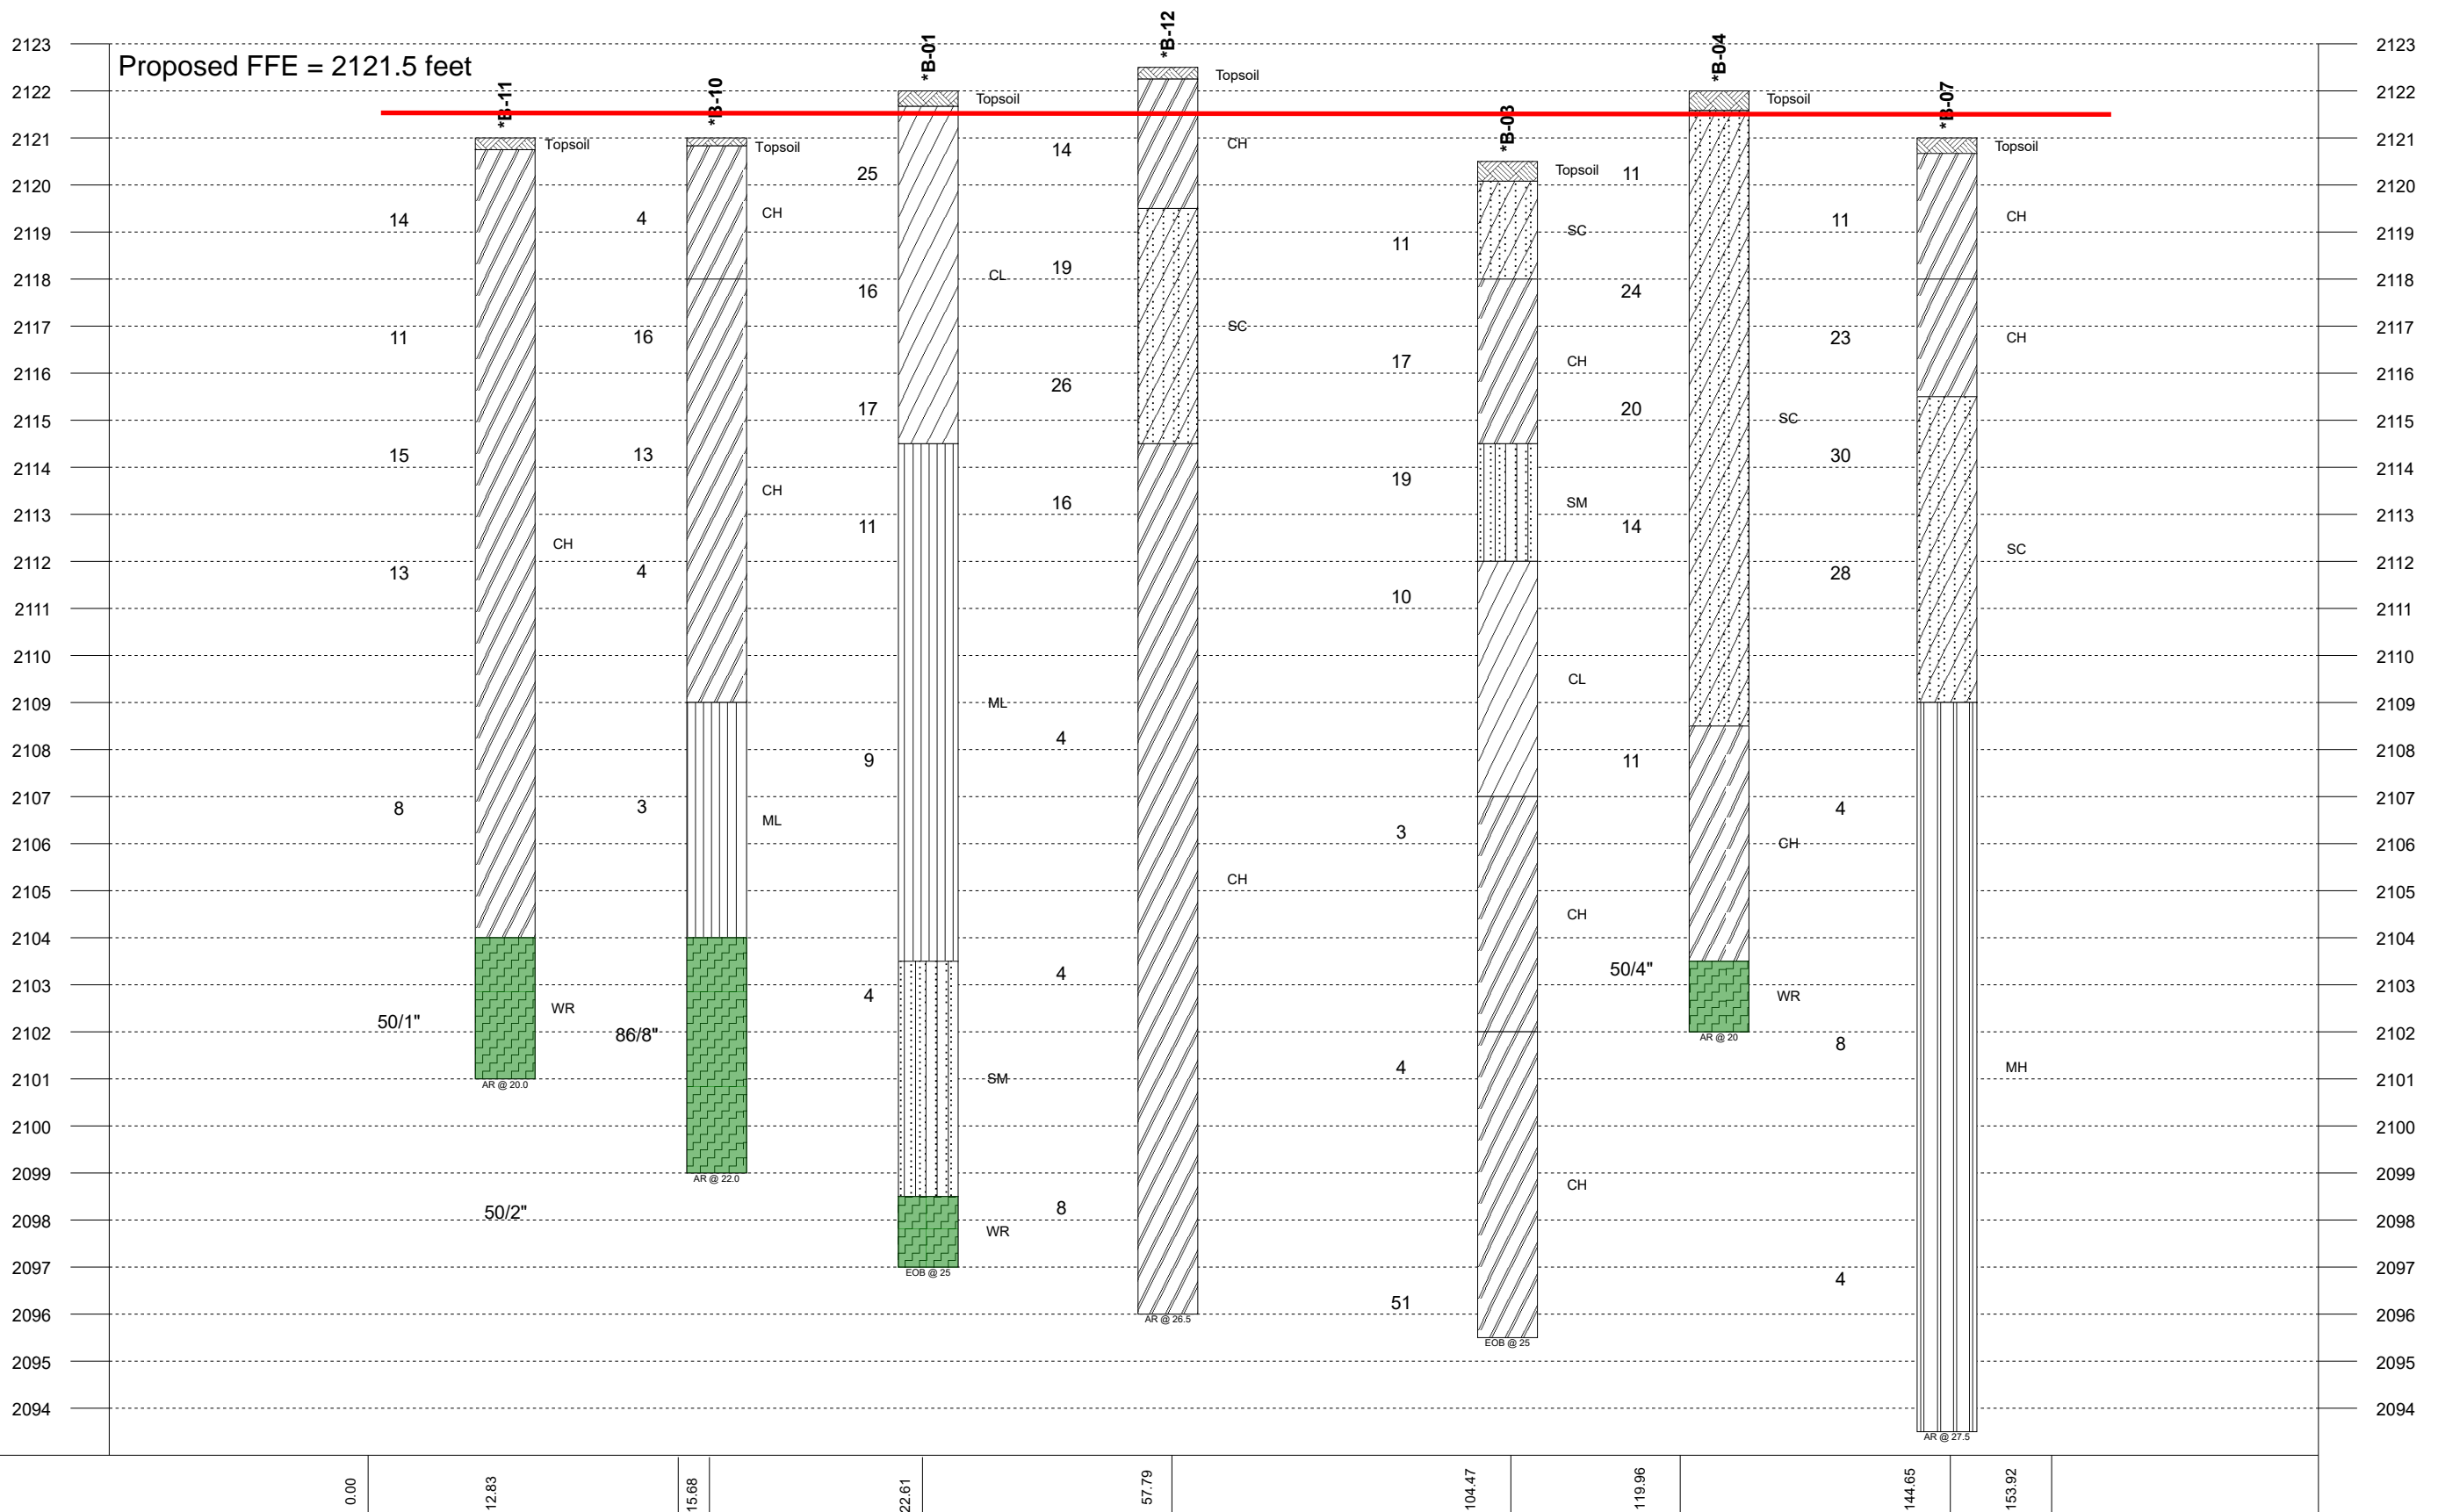 Proposed FFE = 2121.5 feet
*B-11
*B-10
*B-01
*B-12
*B-03
*B-04
*B-07
2123
2122
2121
2120
2119
2118
2117
2116
2115
2114
2113
2112
2111
2110
2109
2108
2107
2106
2105
2104
2103
2102
2101
2100
2099
2098
2097
2096
2095
2094
14
11
15
13
8
50/1"
Topsoil
CH
WR
AR @ 20.0
4
16
13
4
3
86/8"
Topsoil
CH
CH
ML
AR @ 22.0
25
16
17
11
9
4
50/2"
Topsoil
CL
ML
SM
WR
EOB @ 25
14
19
26
16
4
4
8
Topsoil
CH
SC
CH
AR @ 26.5
11
17
19
10
3
4
51
Topsoil
SC
CH
SM
CL
CH
CH
EOB @ 25
11
24
20
14
11
50/4"
Topsoil
SC
CH
WR
AR @ 20
11
23
30
28
4
8
4
Topsoil
CH
CH
SC
MH
AR @ 27.5
2123
2122
2121
2120
2119
2118
2117
2116
2115
2114
2113
2112
2111
2110
2109
2108
2107
2106
2105
2104
2103
2102
2101
2100
2099
2098
2097
2096
2095
2094
0.00
12.83
15.68
22.61
57.79
104.47
119.96
144.65
153.92